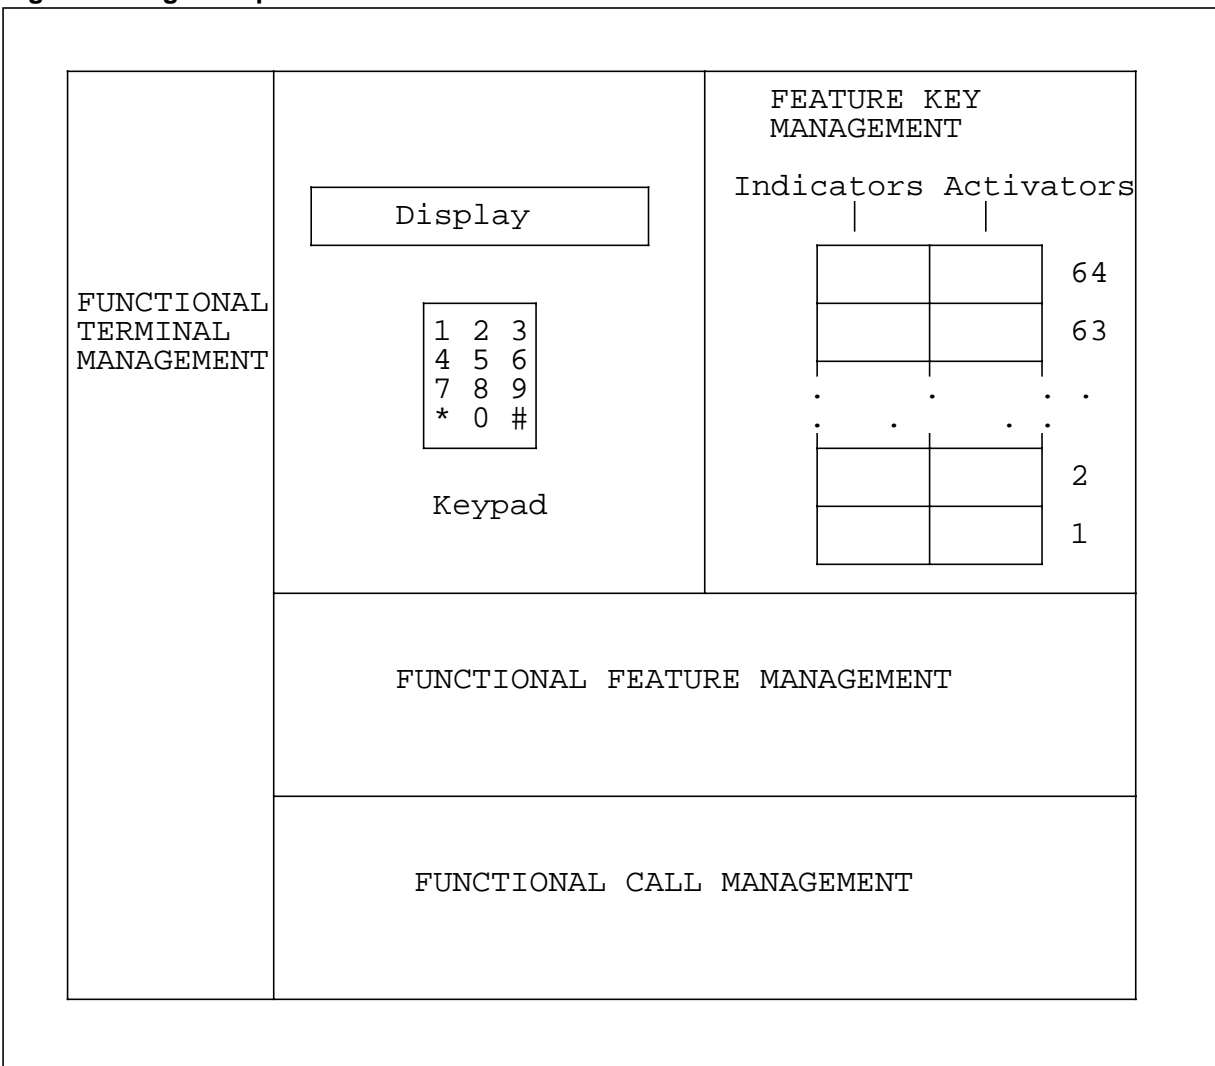 FUNCTIONAL
TERMINAL
MANAGEMENT
Display
1 2 3
4 5 6
7 8 9
* 0 #
Keypad
FEATURE KEY
MANAGEMENT
Indicators Activators
64
63
. . . .
. . . .
2
1
FUNCTIONAL FEATURE MANAGEMENT
FUNCTIONAL CALL MANAGEMENT